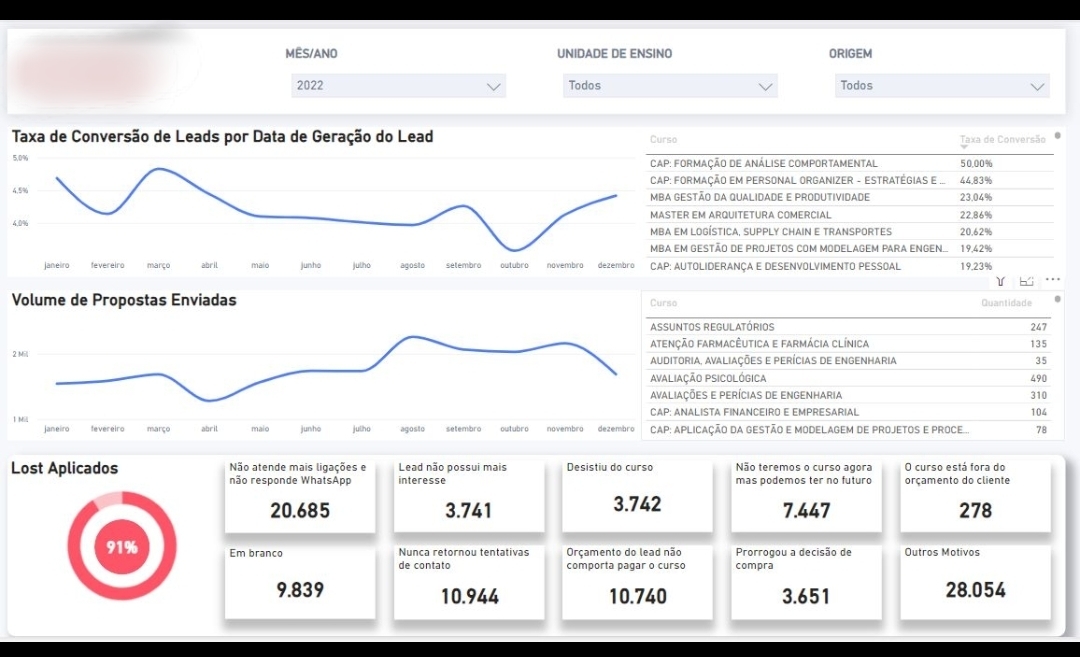 MÊS/ANO
UNIDADE DE ENSINO
ORIGEM
2022
Todos
Todos
Taxa de Conversão de Leads por Data de Geração do Lead
5,0%
4,5%
4,0%
janeiro fevereiro março abril maio junho julho agosto setembro outubro novembro dezembro
Curso Taxa de Conversão
CAP: FORMAÇÃO DE ANÁLISE COMPORTAMENTAL 50,00%
CAP: FORMAÇÃO EM PERSONAL ORGANIZER - ESTRATÉGIAS E ... 44,83%
MBA GESTÃO DA QUALIDADE E PRODUTIVIDADE 23,04%
MASTER EM ARQUITETURA COMERCIAL 22,86%
MBA EM LOGÍSTICA, SUPPLY CHAIN E TRANSPORTES 20,62%
MBA EM GESTÃO DE PROJETOS COM MODELAGEM PARA ENGEN... 19,42%
CAP: AUTOLIDERANÇA E DESENVOLVIMENTO PESSOAL 19,23%
Volume de Propostas Enviadas
2 Mil
1 Mil
janeiro fevereiro março abril maio junho julho agosto setembro outubro novembro dezembro
Curso Quantidade
ASSUNTOS REGULATÓRIOS 247
ATENÇÃO FARMACÊUTICA E FARMÁCIA CLÍNICA 135
AUDITORIA, AVALIAÇÕES E PERÍCIAS DE ENGENHARIA 35
AVALIAÇÃO PSICOLÓGICA 490
AVALIAÇÕES E PERÍCIAS DE ENGENHARIA 310
CAP: ANALISTA FINANCEIRO E EMPRESARIAL 104
CAP: APLICAÇÃO DA GESTÃO E MODELAGEM DE PROJETOS E PROCE... 78
Lost Aplicados
91%
Não atende mais ligações e
não responde WhatsApp
20.685
Lead não possui mais
interesse
3.741
Desistiu do curso
3.742
Não teremos o curso agora
mas podemos ter no futuro
7.447
O curso está fora do
orçamento do cliente
278
Em branco
9.839
Nunca retornou tentativas
de contato
10.944
Orçamento do lead não
comporta pagar o curso
10.740
Prorrogou a decisão de
compra
3.651
Outros Motivos
28.054